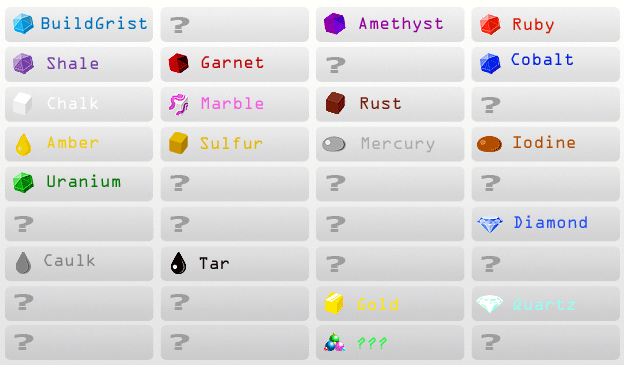 BuildGrist ? Amethyst Ruby
Shale Garnet ? Cobalt
Chalk Marble Rust ?
Amber Sulfur Mercury Iodine
Uranium ? ? ?
? ? ? Diamond
Caulk Tar ? ?
? ? Gold Quartz
? ? ??? ?